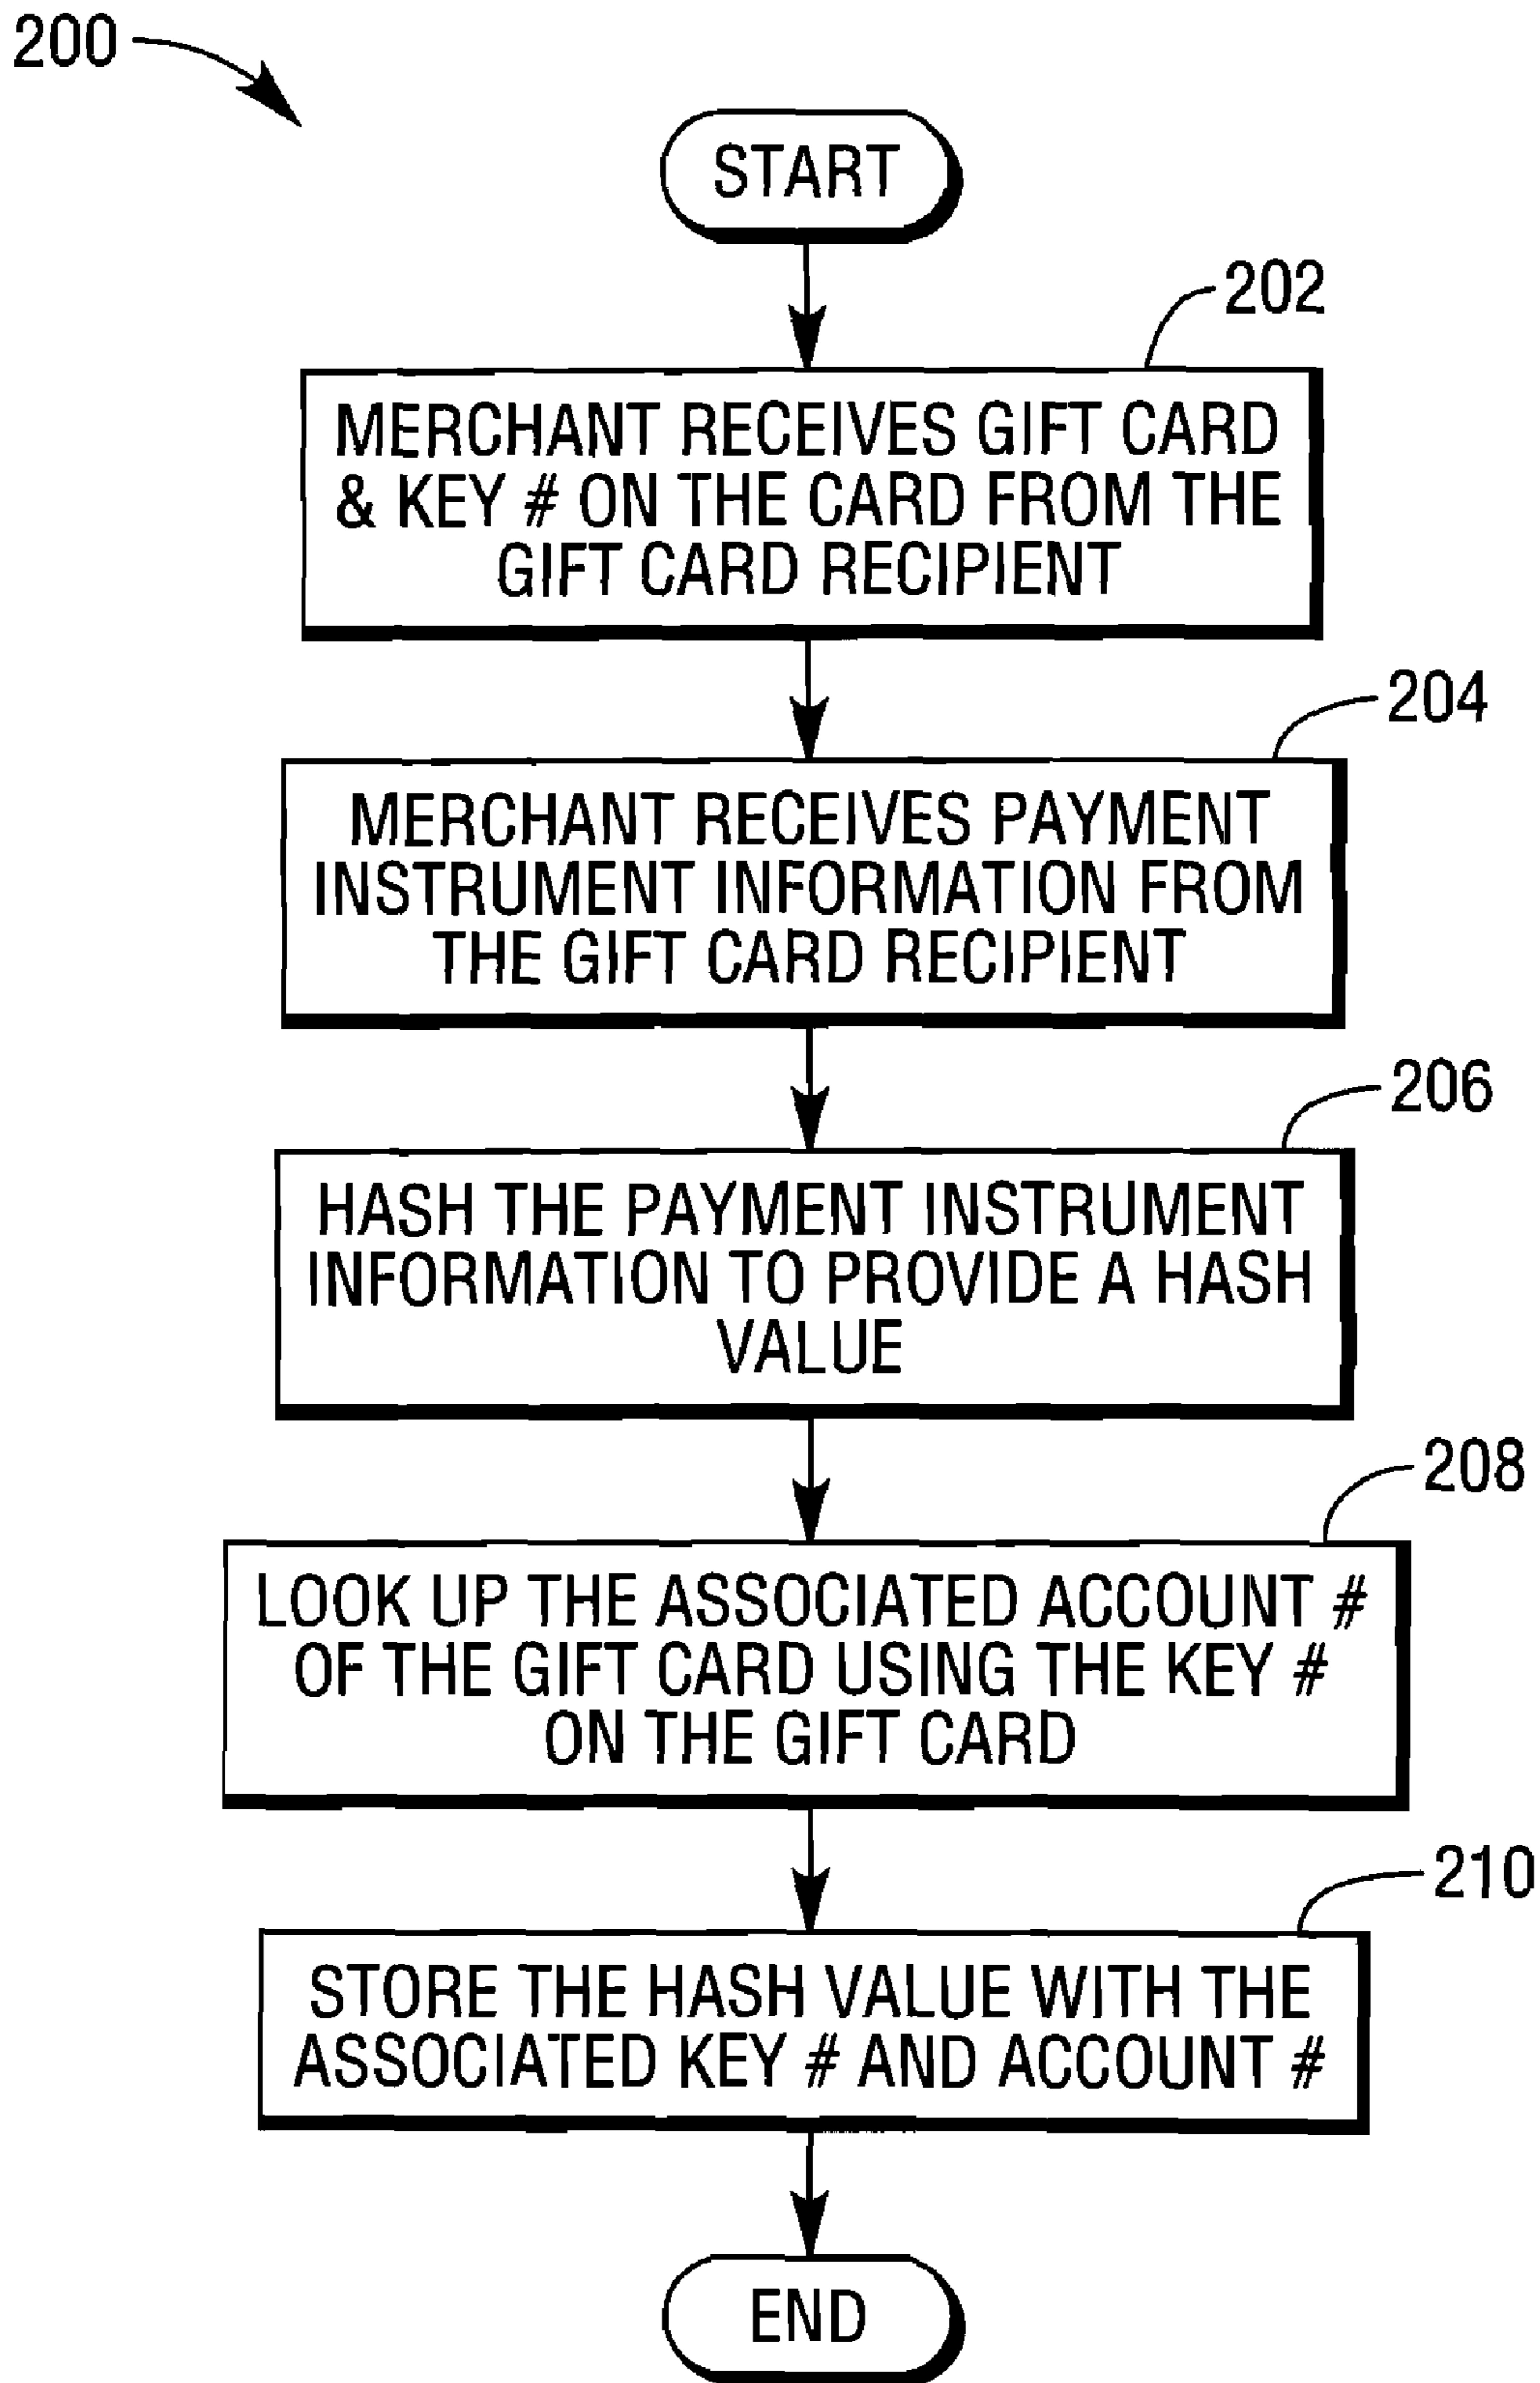 200
START
202
MERCHANT RECEIVES GIFT CARD
& KEY # ON THE CARD FROM THE
GIFT CARD RECIPIENT
204
MERCHANT RECEIVES PAYMENT
INSTRUMENT INFORMATION FROM
THE GIFT CARD RECIPIENT
206
HASH THE PAYMENT INSTRUMENT
INFORMATION TO PROVIDE A HASH
VALUE
208
LOOK UP THE ASSOCIATED ACCOUNT #
OF THE GIFT CARD USING THE KEY #
ON THE GIFT CARD
210
STORE THE HASH VALUE WITH THE
ASSOCIATED KEY # AND ACCOUNT #
END